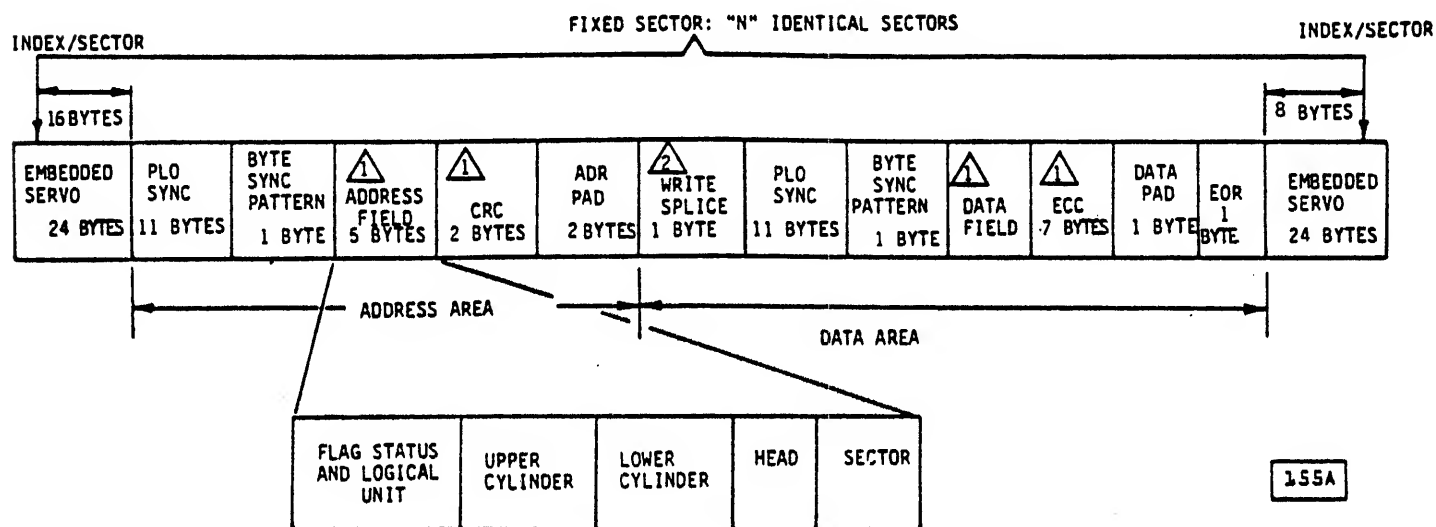 FIXED SECTOR: "N" IDENTICAL SECTORS
INDEX/SECTOR
INDEX/SECTOR
16 BYTES
8 BYTES
EMBEDDED
SERVO
24 BYTES
PLO
SYNC
11 BYTES
BYTE
SYNC
PATTERN
1 BYTE
1
ADDRESS
FIELD
5 BYTES
1
CRC
2 BYTES
ADR
PAD
2 BYTES
2
WRITE
SPLICE
1 BYTE
PLO
SYNC
11 BYTES
BYTE
SYNC
PATTERN
1 BYTE
1
DATA
FIELD
1
ECC
7 BYTES
DATA
PAD
1 BYTE
EOR
1
BYTE
EMBEDDED
SERVO
24 BYTES
ADDRESS AREA
DATA AREA
FLAG STATUS
AND LOGICAL
UNIT
UPPER
CYLINDER
LOWER
CYLINDER
HEAD
SECTOR
155A